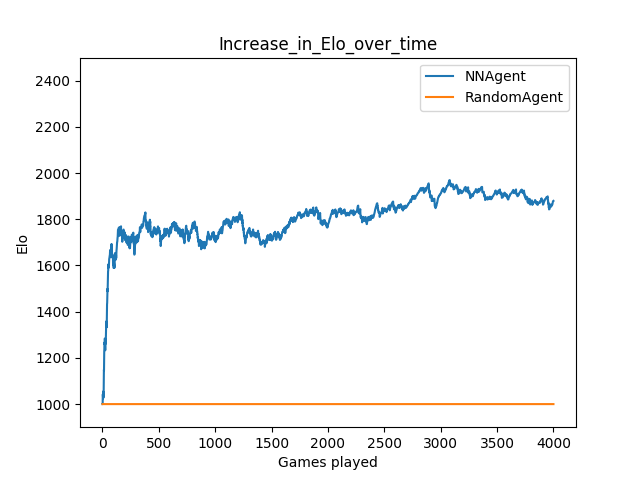 Increase_in_Elo_over_time
NNAgent
RandomAgent
2400
2200
2000
1800
1600
1400
1200
1000
Elo
0 500 1000 1500 2000 2500 3000 3500 4000
Games played